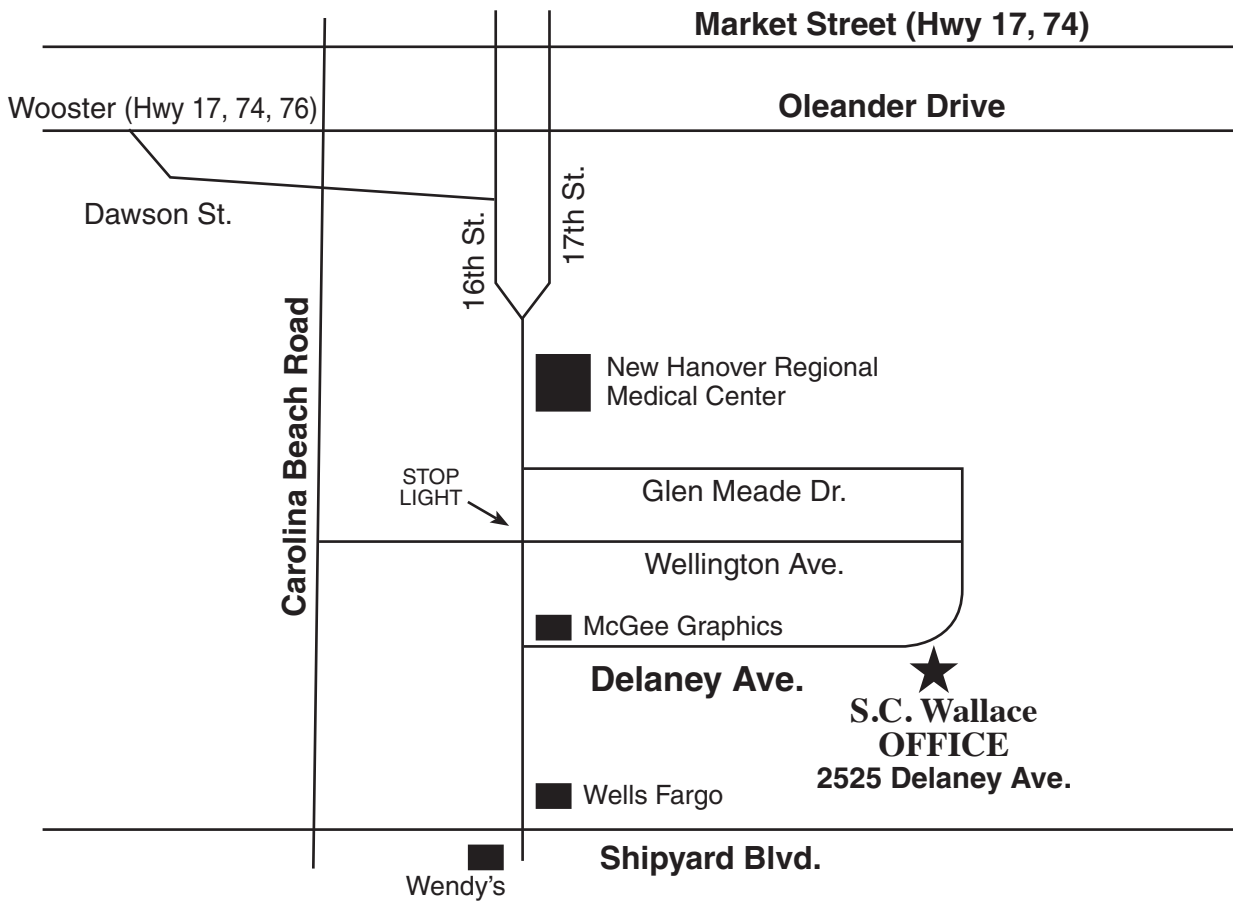 Market Street (Hwy 17, 74)
Wooster (Hwy 17, 74, 76)
Oleander Drive
Dawson St.
16th St.
17th St.
Carolina Beach Road
New Hanover Regional
Medical Center
STOP
LIGHT
Glen Meade Dr.
Wellington Ave.
McGee Graphics
Delaney Ave.
S.C. Wallace
OFFICE
2525 Delaney Ave.
Wells Fargo
Shipyard Blvd.
Wendy's